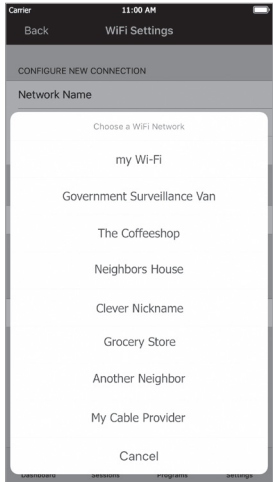 Carrier 11:00 AM
Back WiFi Settings
CONFIGURE NEW CONNECTION
Network Name
Choose a WiFi Network
my Wi-Fi
Government Surveillance Van
The Coffeeshop
Neighbors House
Clever Nickname
Grocery Store
Another Neighbor
My Cable Provider
Cancel
Dashboard Sessions Programs Settings